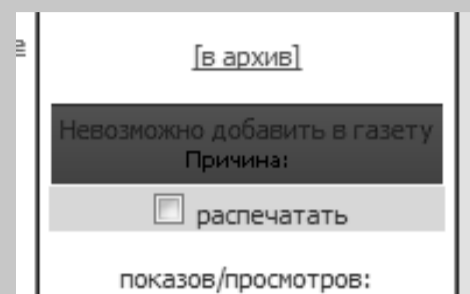 [в архив]
Невозможно добавить в газету
Причина:
распечатать
показов/просмотров: